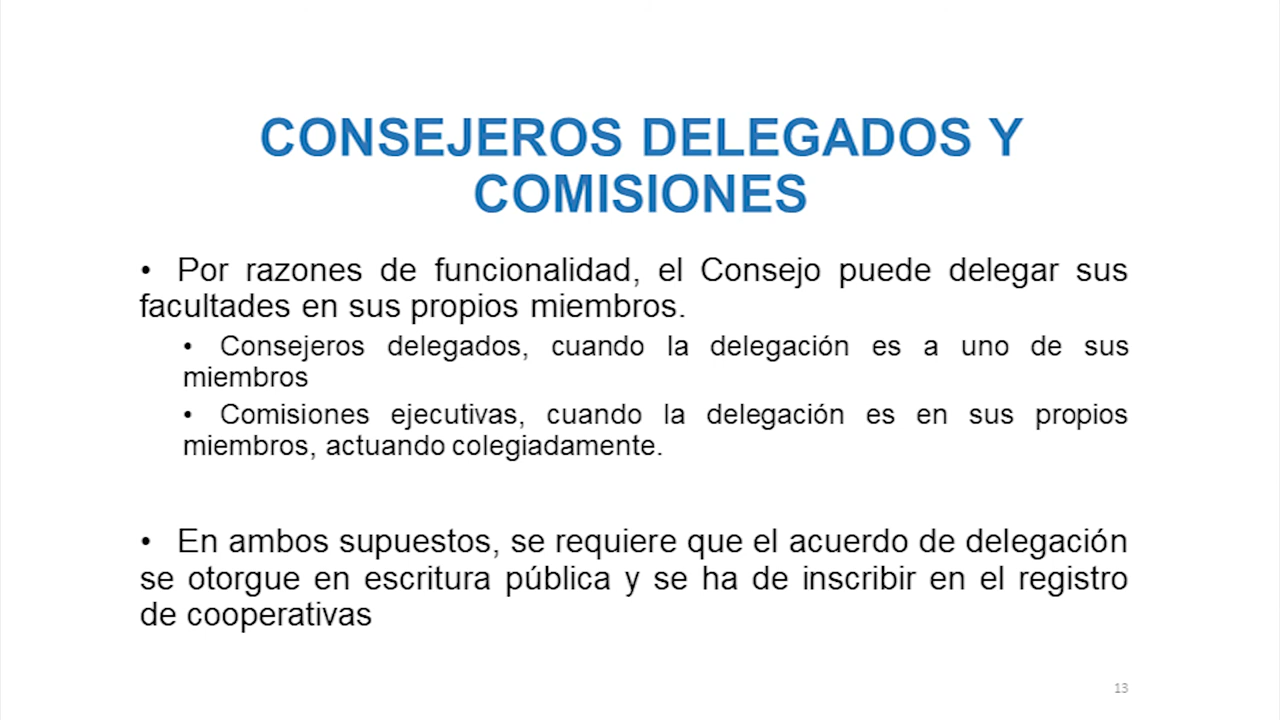 CONSEJEROS DELEGADOS Y
COMISIONES
• Por razones de funcionalidad, el Consejo puede delegar sus
facultades en sus propios miembros.
• Consejeros delegados, cuando la delegación es a uno de sus
miembros
• Comisiones ejecutivas, cuando la delegación es en sus propios
miembros, actuando colegiadamente.
• En ambos supuestos, se requiere que el acuerdo de delegación
se otorgue en escritura pública y se ha de inscribir en el registro
de cooperativas
13